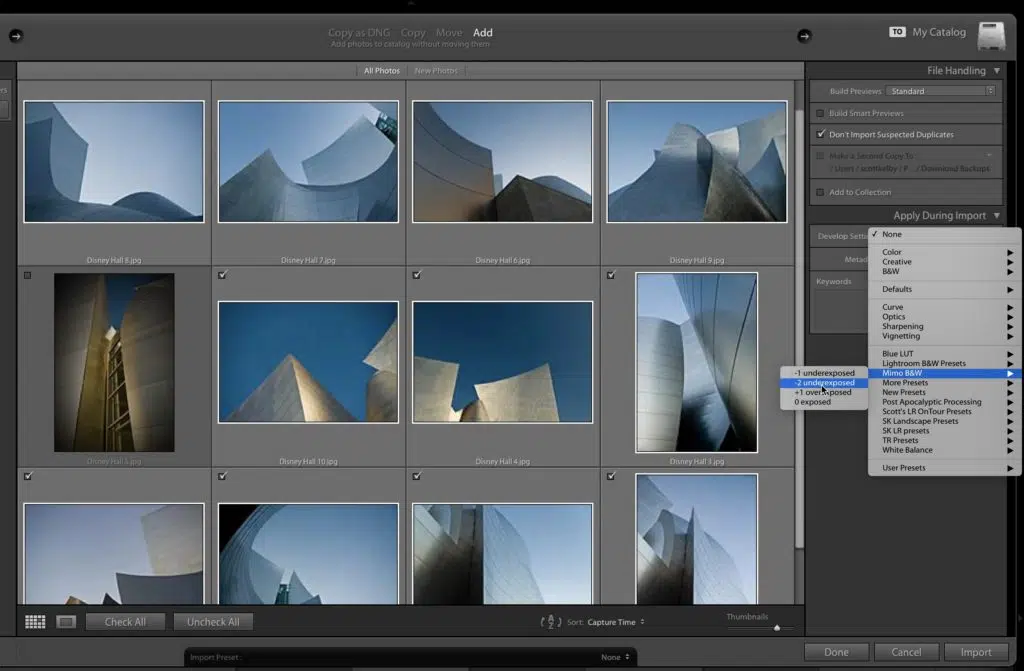 Copy as DNG Copy Move Add
Add photos to catalog without moving them
TO My Catalog
All Photos New Photos
File Handling
Build Previews Standard
Build Smart Previews
Don't Import Suspected Duplicates
Make a Second Copy To
/ Users / scottkelby / P... / Download Backups
Add to Collection
Apply During Import
Develop Setti
Metad
Keywords
None
Color
Creative
B&W
Defaults
Curve
Optics
Sharpening
Vignetting
Blue LUT
Lightroom B&W Presets
Mimo B&W
More Presets
New Presets
Post Apocalyptic Processing
Scott's LR OnTour Presets
SK Landscape Presets
SK LR presets
TR Presets
White Balance
User Presets
-1 underexposed
-2 underexposed
+1 overexposed
0 exposed
Disney Hall 8.jpg
Disney Hall 7.jpg
Disney Hall 6.jpg
Disney Hall 9.jpg
Disney Hall 10.jpg
Disney Hall 4.jpg
Disney Hall 3.jpg
Check All
Uncheck All
Sort: Capture Time
Thumbnails
Import Preset : None
Done
Cancel
Import